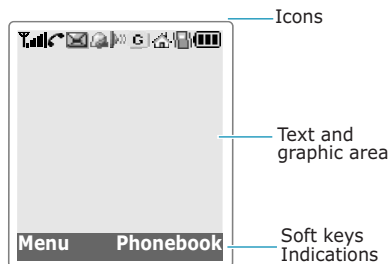 Icons
G
Text and
graphic area
Menu Phonebook
Soft keys
Indications